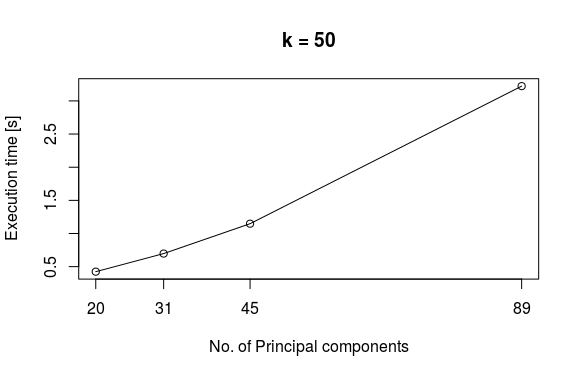 k = 50
Execution time [s]
2.5
1.5
0.5
20 31 45 89
No. of Principal components